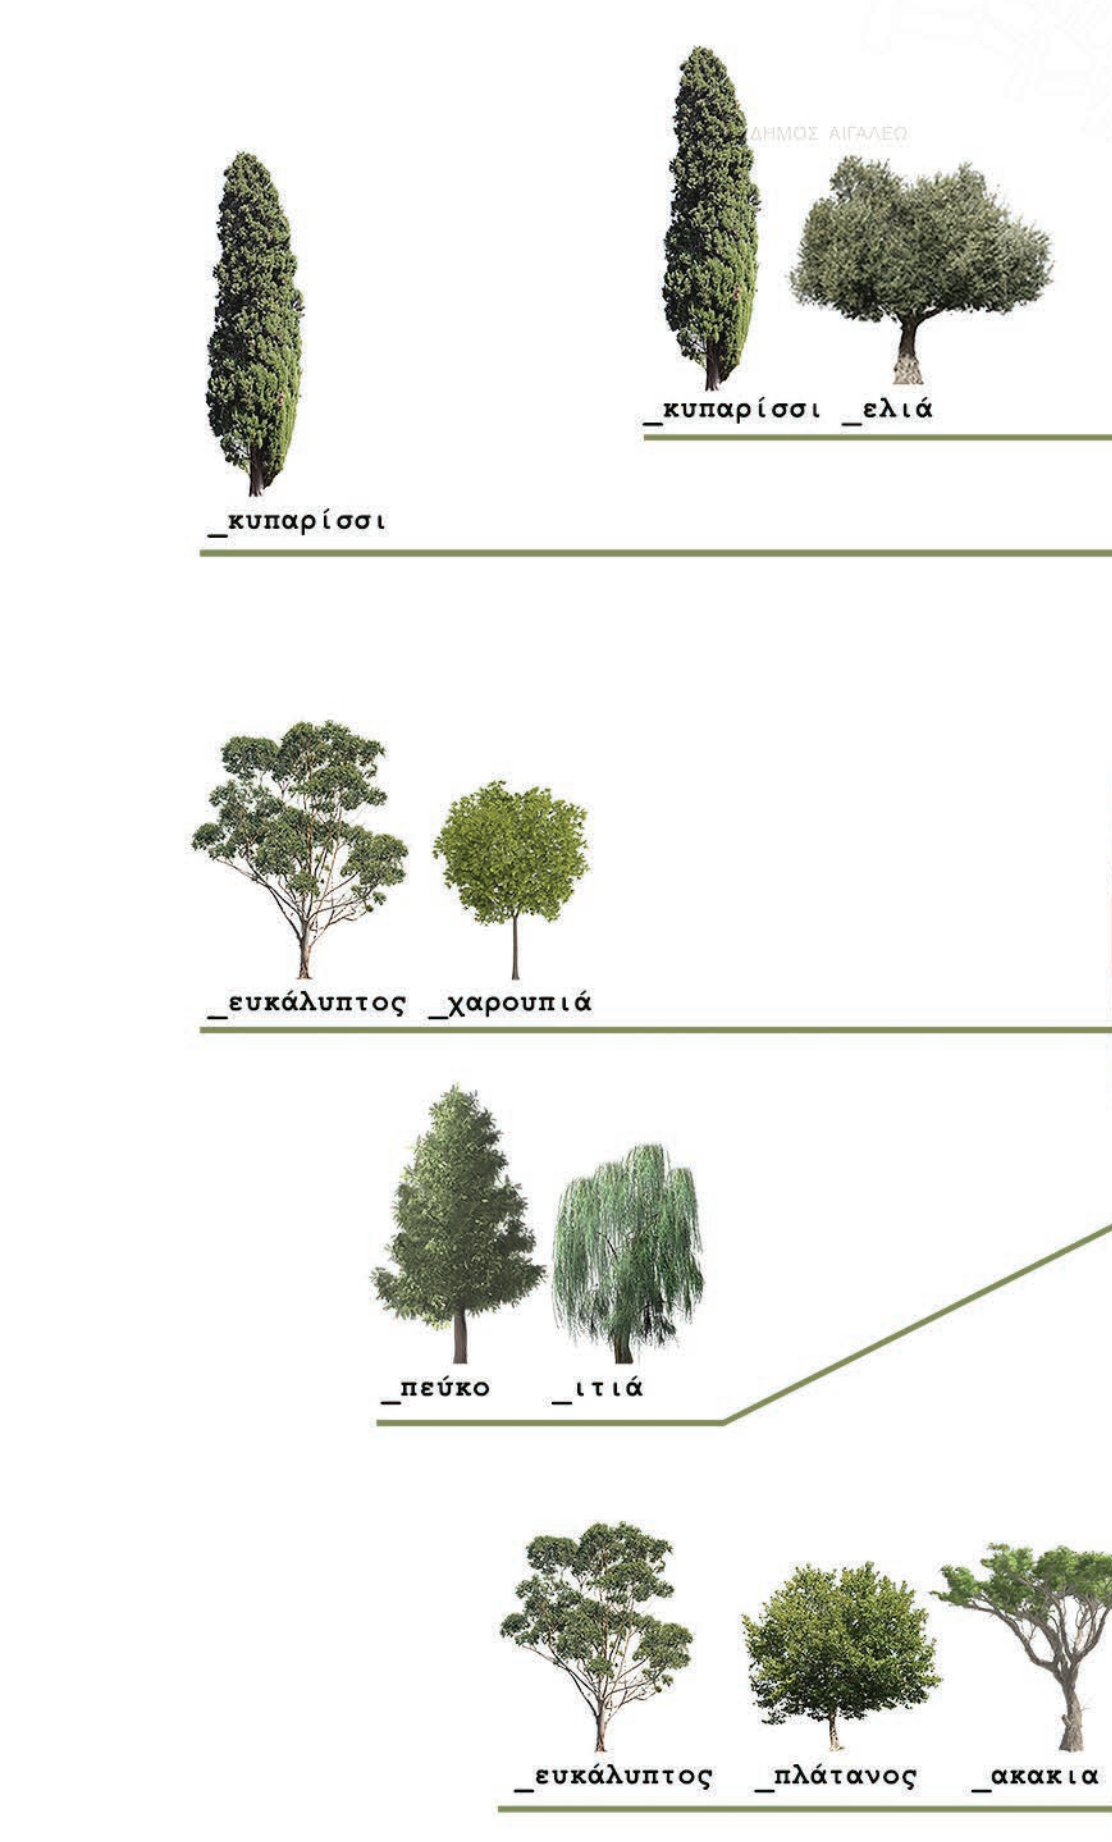 ΔΗΜΟΣ ΑΙΓΑΛΕΩ
_κυπαρίσσι _ελιά
_κυπαρίσσι
_ευκάλυπτος _χαρουπιά
_πεύκο _ιτιά
_ευκάλυπτος _πλάτανος _ακακια